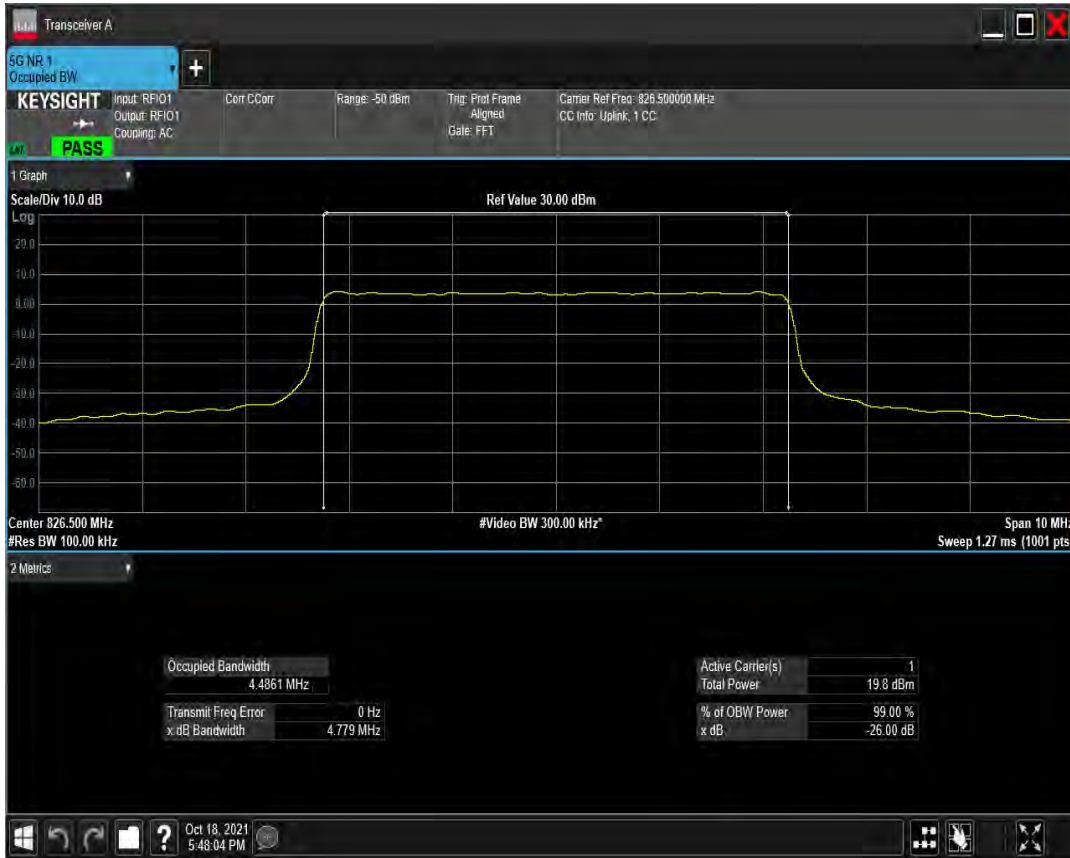 Transceiver A
5G NR 1
Occupied BW
+
KEYSIGHT
Input: RFIO1
Output: RFIO1
Coupling: AC
Corr CCorr
Range: -50 dBm
Trig: Prot Frame
Aligned
Gate: FFT
Carrier Ref Freq: 826.500000 MHz
CC Info: Uplink, 1 CC
PASS
1 Graph
Scale/Div 10.0 dB
Ref Value 30.00 dBm
Log
20.0
10.0
0.00
-10.0
-20.0
-30.0
-40.0
-50.0
-60.0
Center 826.500 MHz
#Video BW 300.00 kHz*
Span 10 MHz
#Res BW 100.00 kHz
Sweep 1.27 ms (1001 pts
2 Metrics
Occupied Bandwidth
4.4861 MHz
Transmit Freq Error 0 Hz
x dB Bandwidth 4.779 MHz
Active Carrier(s) 1
Total Power 19.8 dBm
% of OBW Power 99.00 %
x dB -26.00 dB
?
Oct 18, 2021
5:48:04 PM